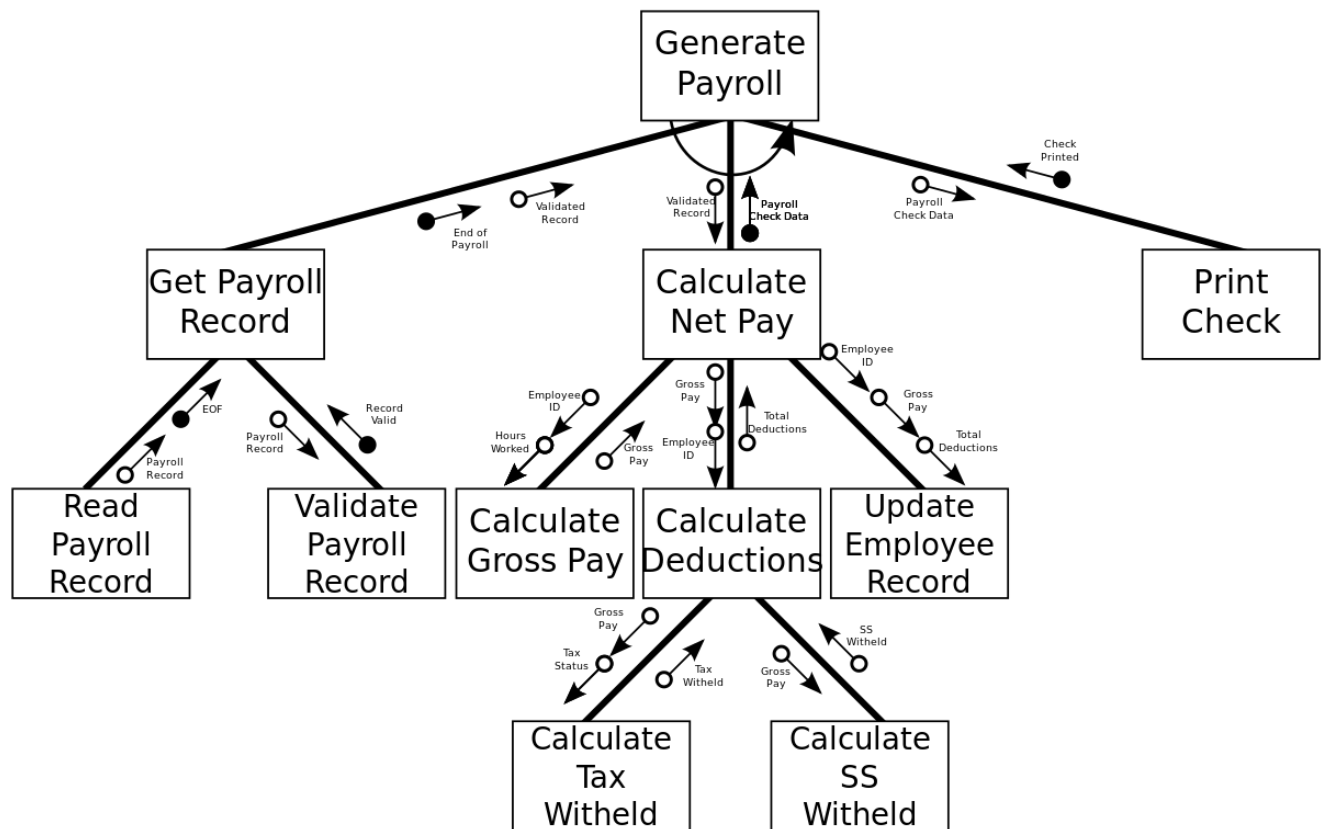 Generate
Payroll
Check
Printed
Validated
Record
End of
Payroll
Validated
Record
Payroll
Check Data
Payroll
Check Data
Get Payroll
Record
Calculate
Net Pay
Print
Check
EOF
Payroll
Record
Payroll
Record
Record
Valid
Employee
ID
Hours
Worked
Gross
Pay
Gross
Pay
Employee
ID
Total
Deductions
Employee
ID
Gross
Pay
Total
Deductions
Read
Payroll
Record
Validate
Payroll
Record
Calculate
Gross Pay
Calculate
Deductions
Update
Employee
Record
Gross
Pay
Tax
Status
Tax
Witheld
Gross
Pay
SS
Witheld
Calculate
Tax
Witheld
Calculate
SS
Witheld